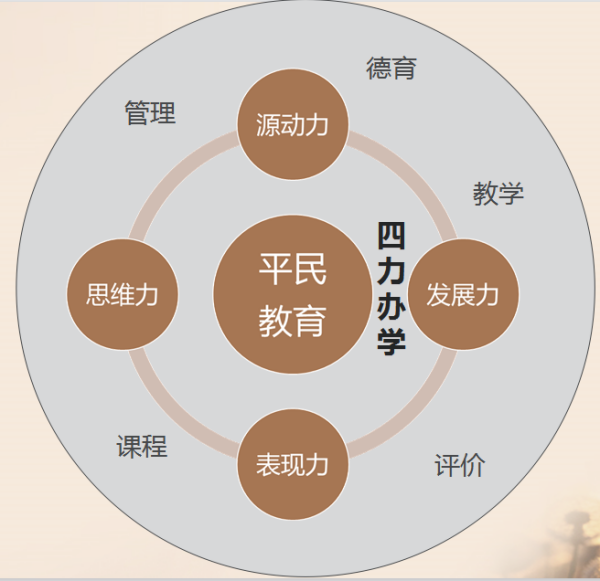 德育
管理
源动力
教学
四力办学
平民
教育
思维力
发展力
课程
表现力
评价